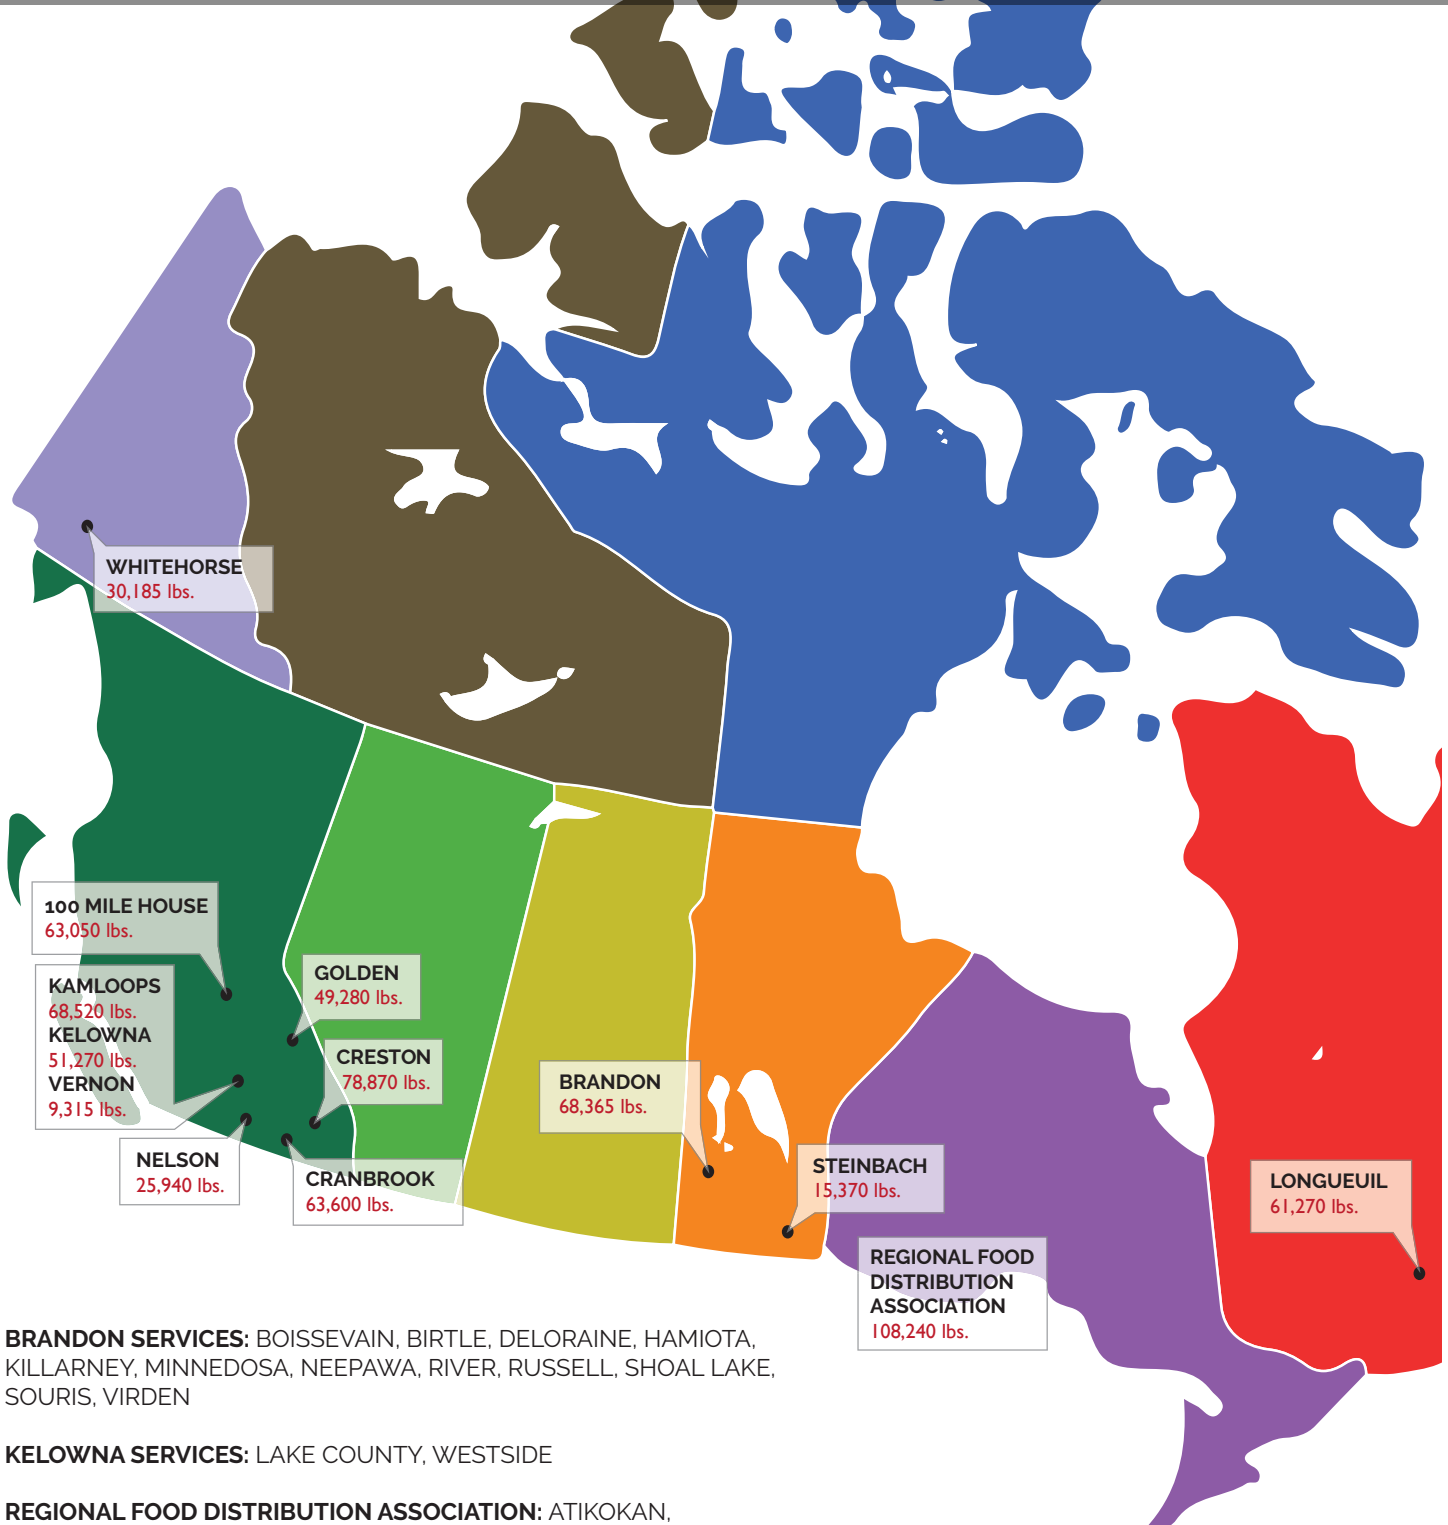 WHITEHORSE
30,185 lbs.
100 MILE HOUSE
63,050 lbs.
KAMLOOPS
68,520 lbs.
KELOWNA
51,270 lbs.
VERNON
9,315 lbs.
GOLDEN
49,280 lbs.
CRESTON
78,870 lbs.
NELSON
25,940 lbs.
CRANBROOK
63,600 lbs.
BRANDON
68,365 lbs.
STEINBACH
15,370 lbs.
LONGUEUIL
61,270 lbs.
REGIONAL FOOD
DISTRIBUTION
ASSOCIATION
108,240 lbs.
BRANDON SERVICES: BOISSEVAIN, BIRTLE, DELORAINE, HAMIOTA,
KILLARNEY, MINNEDOSA, NEEPAWA, RIVER, RUSSELL, SHOAL LAKE,
SOURIS, VIRDEN
KELOWNA SERVICES: LAKE COUNTY, WESTSIDE
REGIONAL FOOD DISTRIBUTION ASSOCIATION: ATIKOKAN,